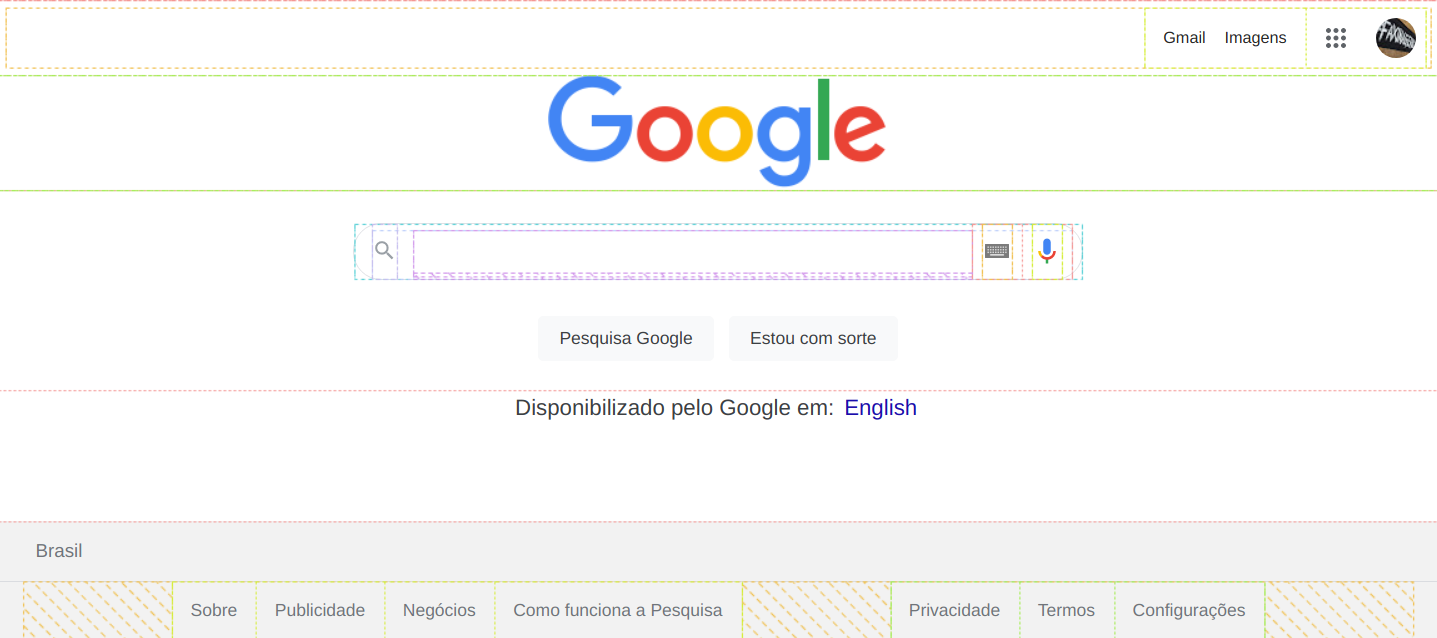 Gmail Imagens
Google
Pesquisa Google Estou com sorte
Disponibilizado pelo Google em: English
Brasil
Sobre Publicidade Negócios Como funciona a Pesquisa Privacidade Termos Configurações